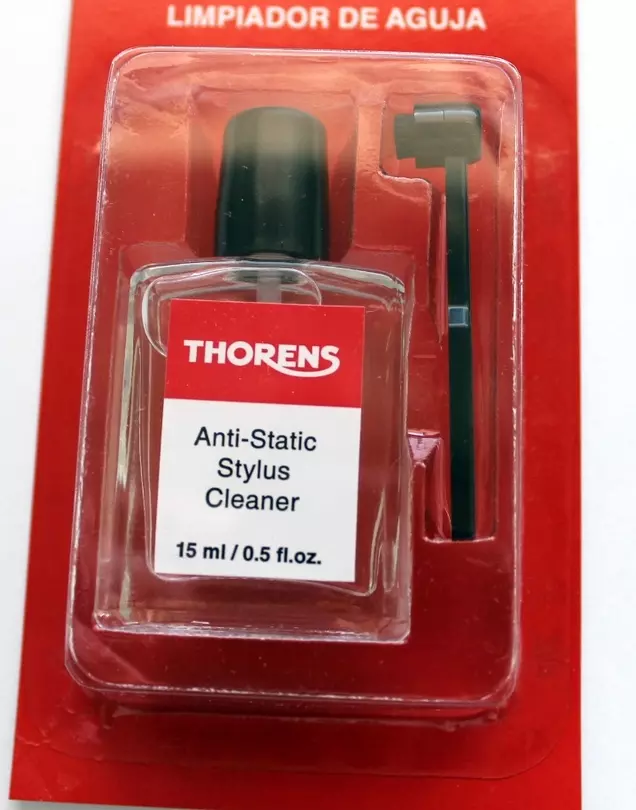 LIMPIADOR DE AGUJA
THORENS
Anti-Static
Stylus
Cleaner
15 ml / 0.5 fl.oz.